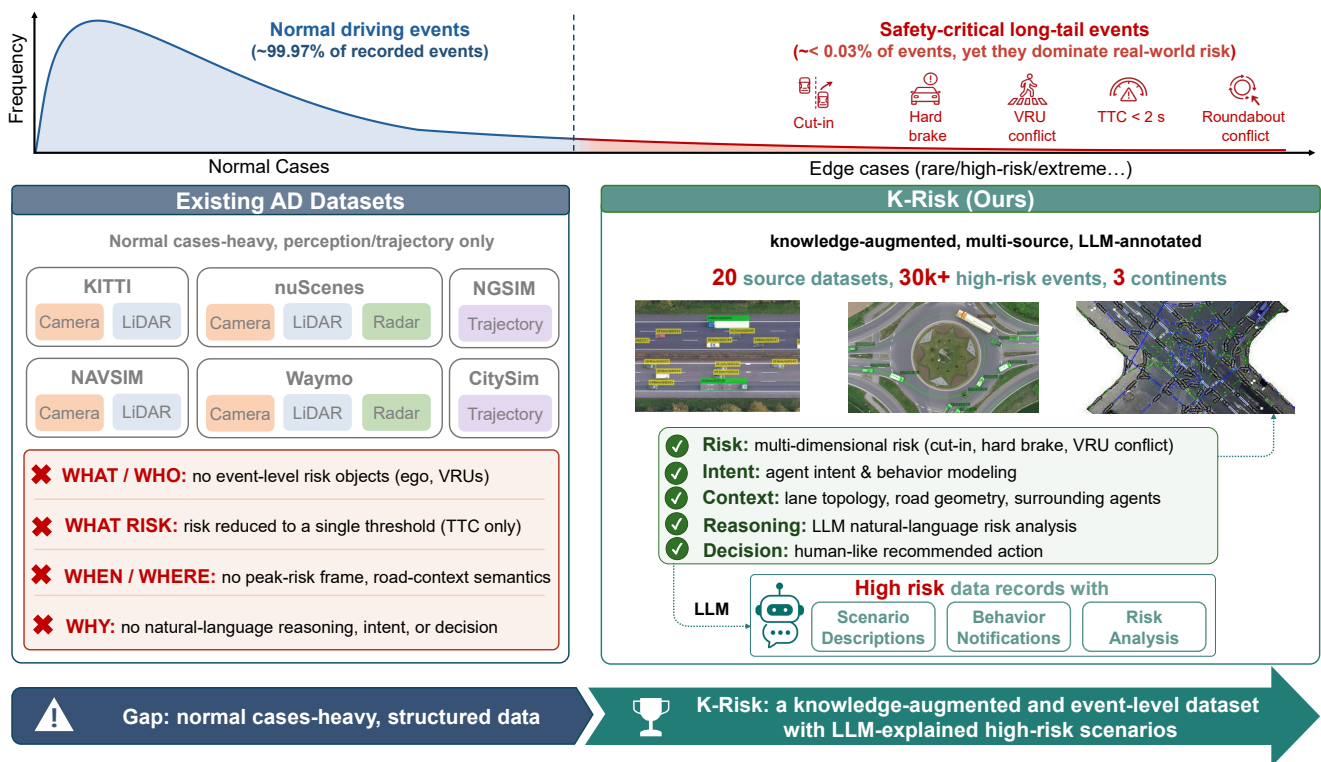 Frequency
Normal driving events
(~99.97% of recorded events)
Safety-critical long-tail events
(~< 0.03% of events, yet they dominate real-world risk)
Cut-in
Hard
brake
VRU
conflict
TTC < 2 s
Roundabout
conflict
Normal Cases
Edge cases (rare/high-risk/extreme…)
Existing AD Datasets
Normal cases-heavy, perception/trajectory only
KITTI
Camera
LiDAR
nuScenes
Camera
LiDAR
Radar
NGSIM
Trajectory
NAVSIM
Camera
LiDAR
Waymo
Camera
LiDAR
Radar
CitySim
Trajectory
WHAT / WHO: no event-level risk objects (ego, VRUs)
WHAT RISK: risk reduced to a single threshold (TTC only)
WHEN / WHERE: no peak-risk frame, road-context semantics
WHY: no natural-language reasoning, intent, or decision
K-Risk (Ours)
knowledge-augmented, multi-source, LLM-annotated
20 source datasets, 30k+ high-risk events, 3 continents
Risk: multi-dimensional risk (cut-in, hard brake, VRU conflict)
Intent: agent intent & behavior modeling
Context: lane topology, road geometry, surrounding agents
Reasoning: LLM natural-language risk analysis
Decision: human-like recommended action
LLM
High risk data records with
Scenario
Descriptions
Behavior
Notifications
Risk
Analysis
Gap: normal cases-heavy, structured data
K-Risk: a knowledge-augmented and event-level dataset
with LLM-explained high-risk scenarios